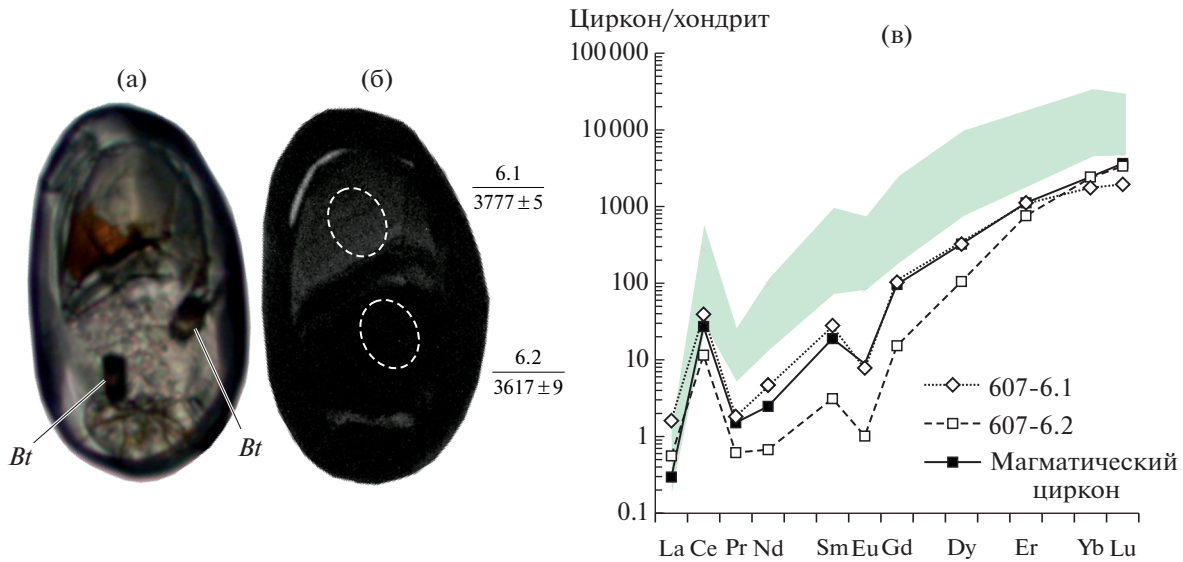 (а)
(б)
6.1
3777 ± 5
6.2
3617 ± 9
Bt
Bt
Циркон/хондрит
(в)
100 000
10 000
1000
100
10
1
0.1
607-6.1
607-6.2
Магматический
циркон
La Ce Pr Nd Sm Eu Gd Dy Er Yb Lu